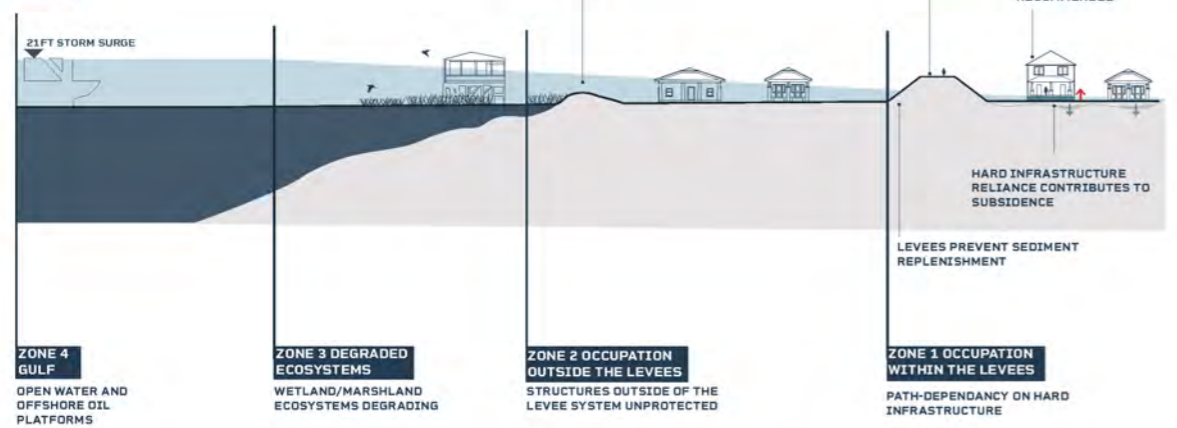 21FT STORM SURGE
HARD INFRASTRUCTURE
RELIANCE CONTRIBUTES TO
SUBSIDENCE
LEVEES PREVENT SEDIMENT
REPLENISHMENT
ZONE 4
GULF
OPEN WATER AND
OFFSHORE OIL
PLATFORMS
ZONE 3 DEGRADED
ECOSYSTEMS
WETLAND/MARSHLAND
ECOSYSTEMS DEGRADING
ZONE 2 OCCUPATION
OUTSIDE THE LEVEES
STRUCTURES OUTSIDE OF THE
LEVEE SYSTEM UNPROTECTED
ZONE 1 OCCUPATION
WITHIN THE LEVEES
PATH-DEPENDENCY ON HARD
INFRASTRUCTURE